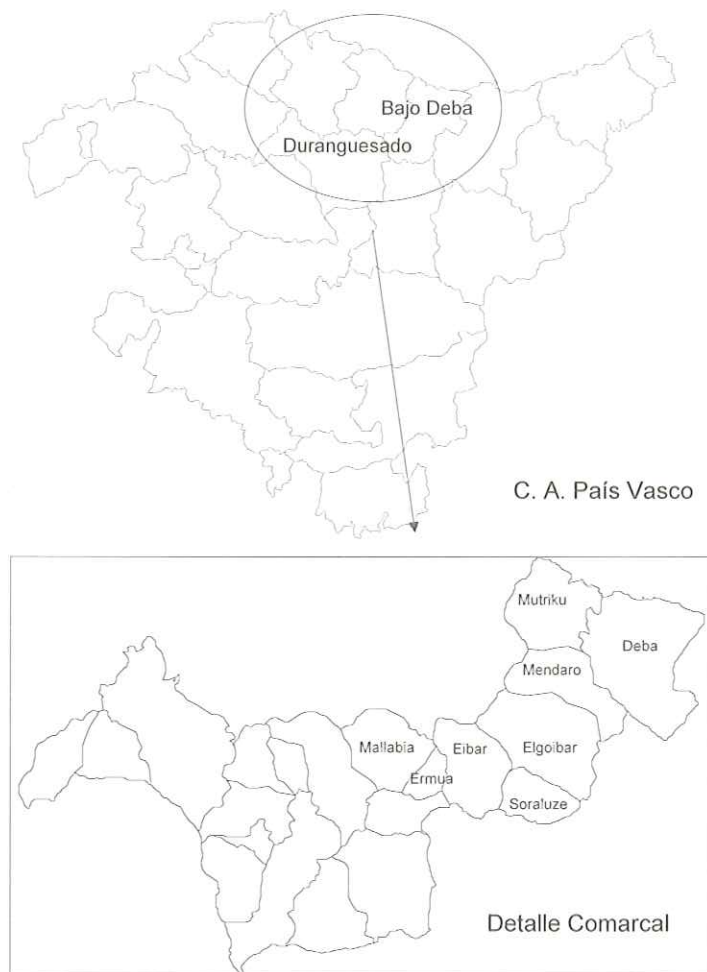 Bajo Deba
Duranguesado
C. A. País Vasco
Mutriku
Deba
Mendaro
Mallabia
Eibar
Elgoibar
Ermua
Soraluze
Detalle Comarcal